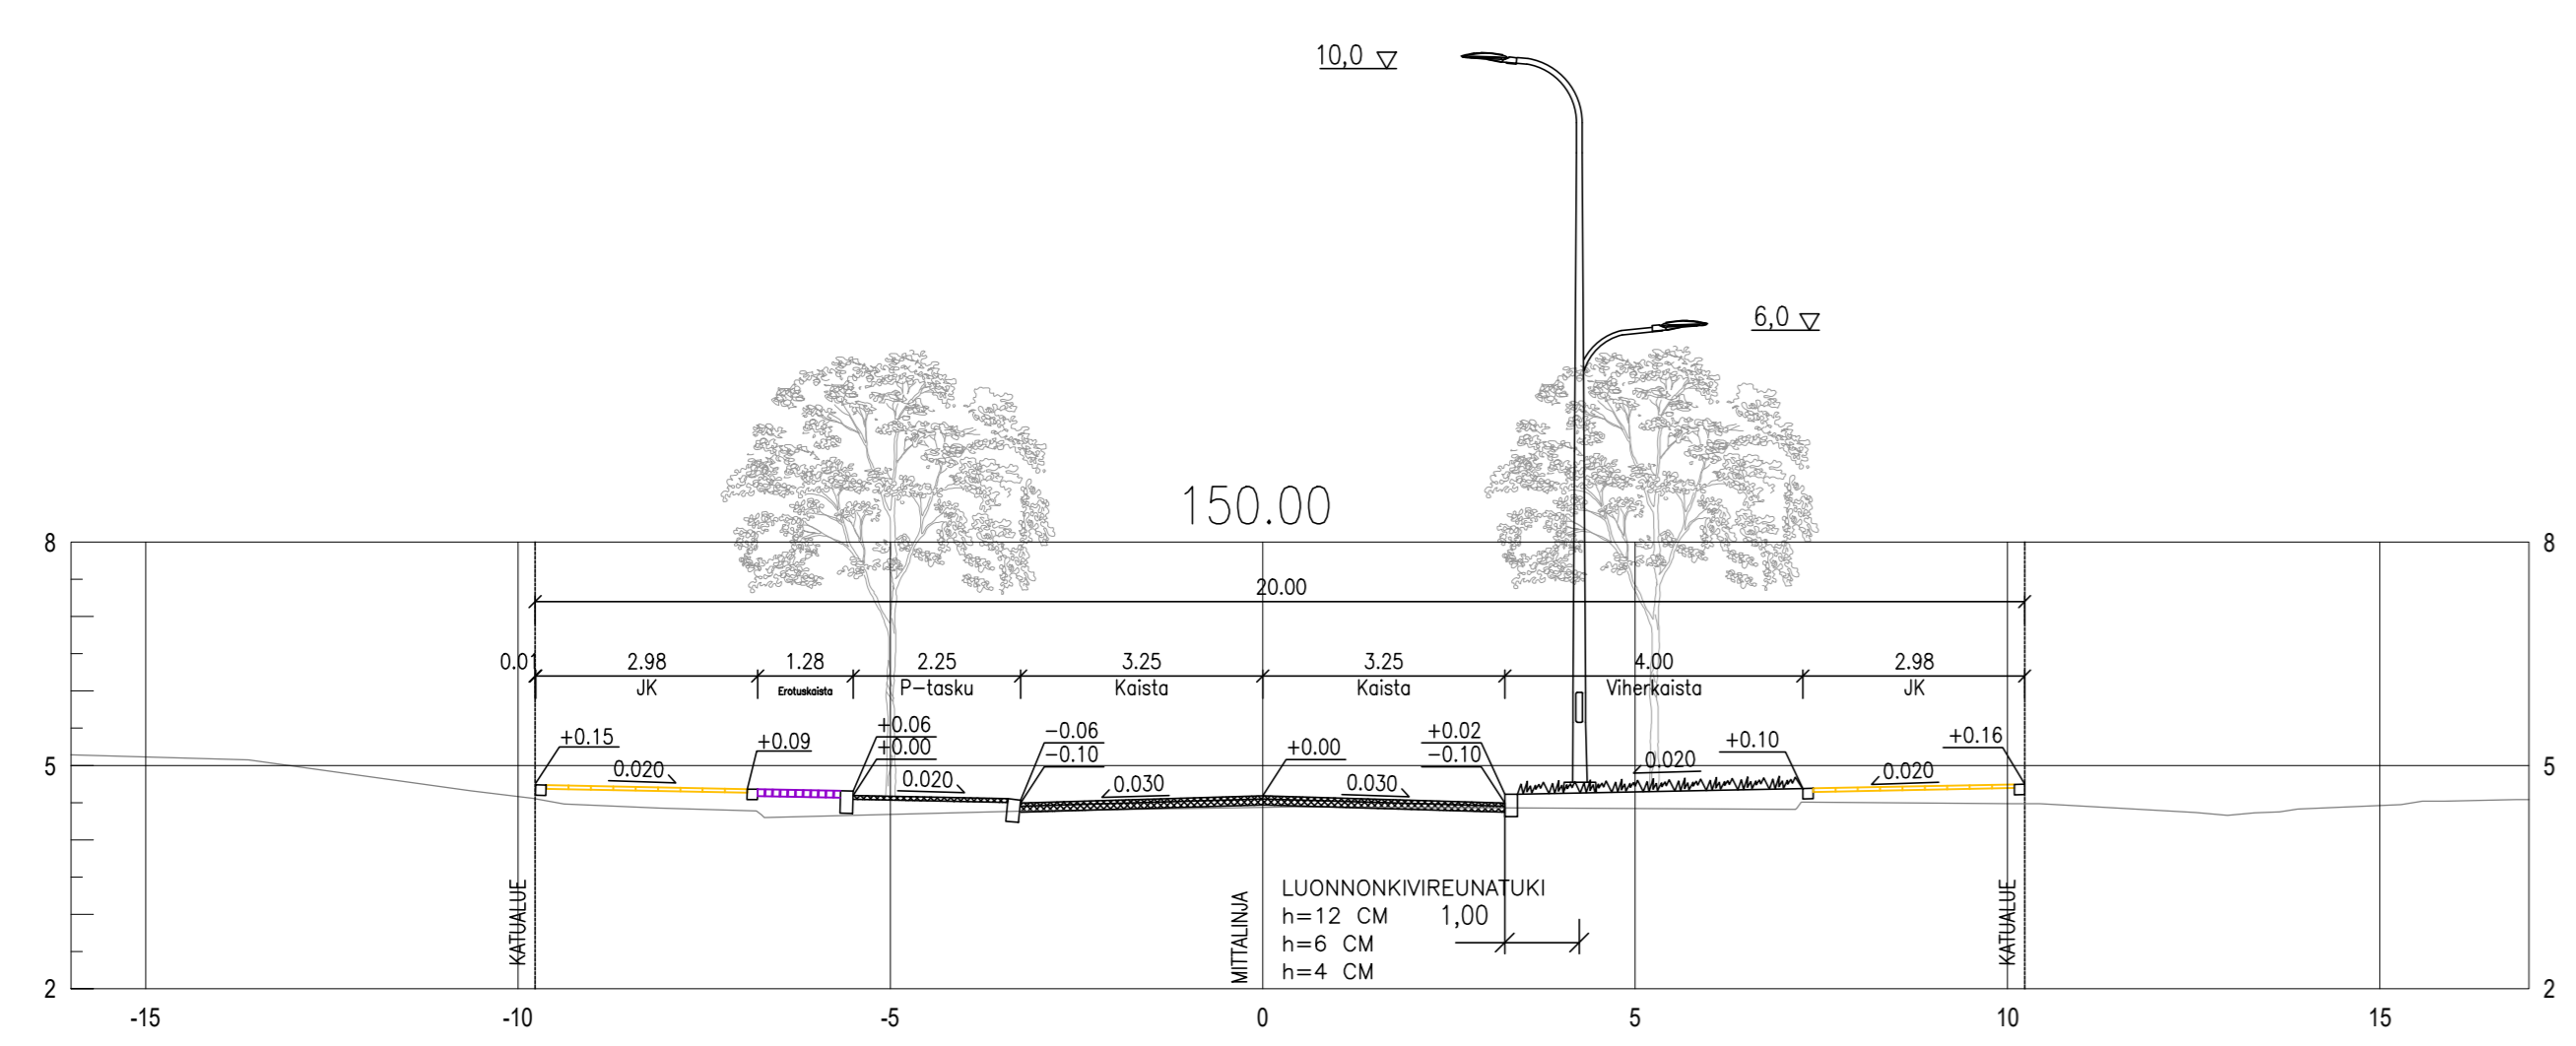 10,0
6,0
150.00
8 8
20.00
0.01 2.98 1.28 2.25 3.25 3.25 4.00 2.98
JK Erotuskaista P-tasku Kaista Kaista Viherkaista JK
+0.15 +0.09 +0.06 -0.06 +0.00 +0.02 +0.10 +0.16
+0.00 -0.10 -0.10
5 5
0.020 0.020 0.030 0.030 0.020 0.020
KATUALUE
MITTALINJA
KATUALUE
LUONNONKIVIREUNATUKI
h=12 CM 1,00
h=6 CM
h=4 CM
2 2
-15 -10 -5 0 5 10 15